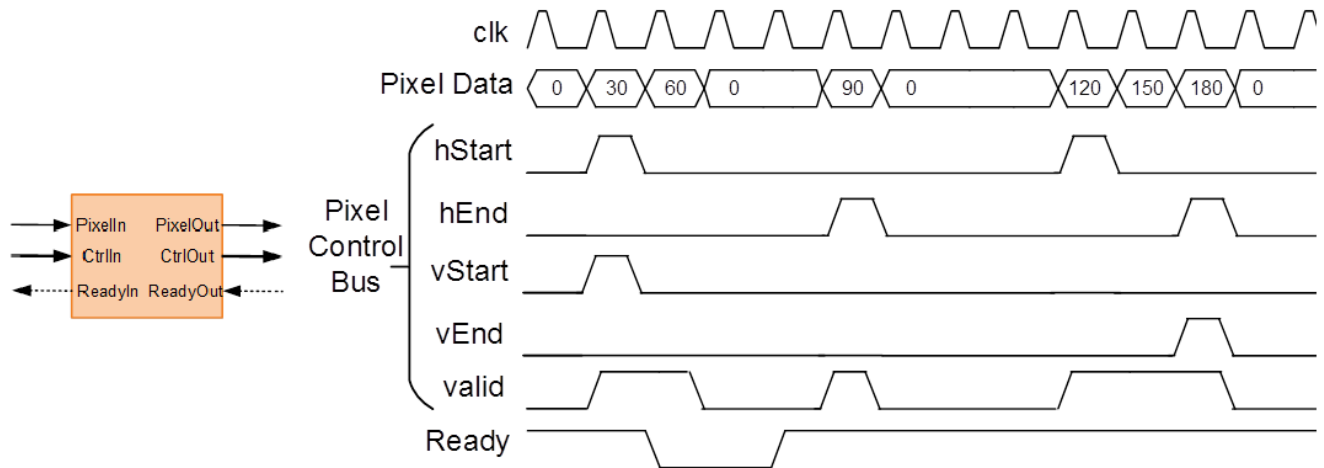 clk
Pixel Data 0 30 60 0 90 0 120 150 180 0
hStart
hEnd
Pixel
Control
Bus
vStart
vEnd
valid
Ready
PixelIn PixelOut
CtrlIn CtrlOut
ReadyIn ReadyOut